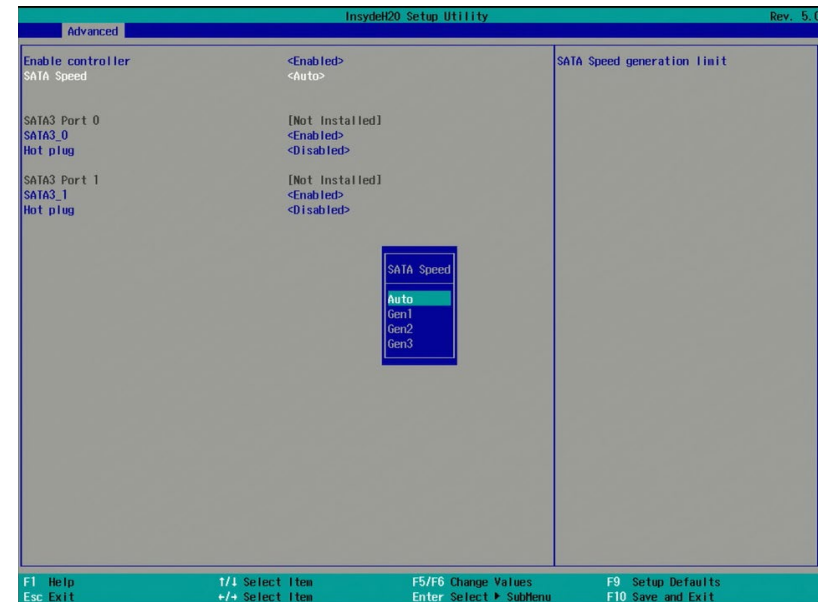 InsydeH20 Setup Utility Rev. 5.0
Advanced
Enable controller <Enabled> SATA Speed generation limit
SATA Speed <Auto>
SATA3 Port 0 [Not Installed]
SATA3_0 <Enabled>
Hot plug <Disabled>
SATA3 Port 1 [Not Installed]
SATA3_1 <Enabled>
Hot plug <Disabled>
SATA Speed
Auto
Gen1
Gen2
Gen3
F1 Help ↑/↓ Select Item F5/F6 Change Values F9 Setup Defaults
Esc Exit ←/→ Select Item Enter Select ▶ SubMenu F10 Save and Exit